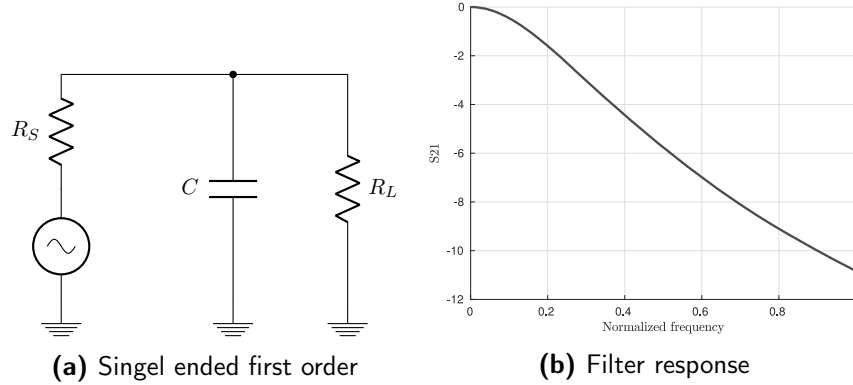 R_S
C
R_L
(a) Singel ended first order
0
-2
-4
-6
-8
-10
-12
S21
0 0.2 0.4 0.6 0.8
Normalized frequency
(b) Filter response